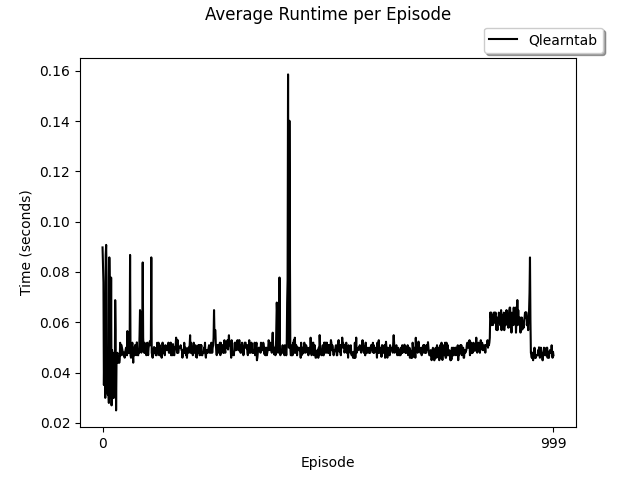 Average Runtime per Episode
Qlearntab
0.16
0.14
0.12
0.10
0.08
0.06
0.04
0.02
Time (seconds)
0
999
Episode